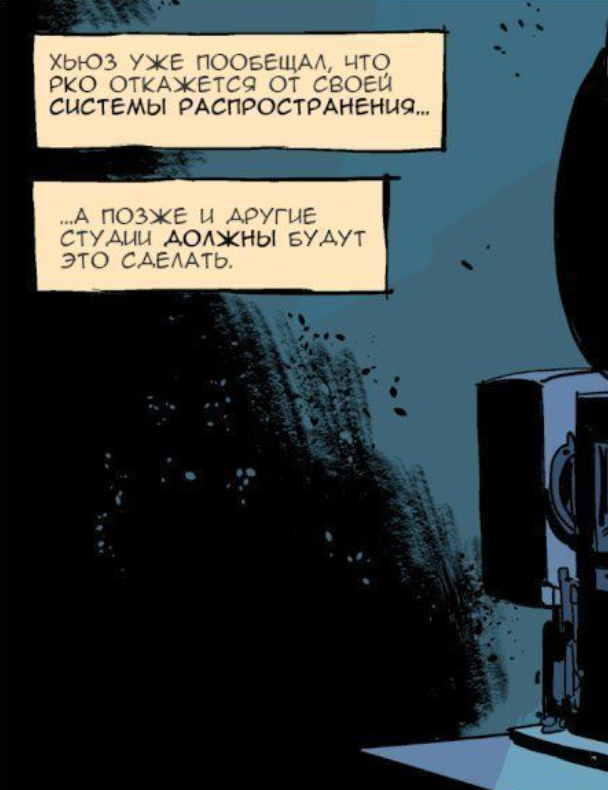 ХЬЮЗ УЖЕ ПООБЕЩАЛ, ЧТО
РКО ОТКАЖЕТСЯ ОТ СВОЕЙ
СИСТЕМЫ РАСПРОСТРАНЕНИЯ...
...А ПОЗЖЕ И ДРУГИЕ
СТУДИИ ДОЛЖНЫ БУДУТ
ЭТО СДЕЛАТЬ.